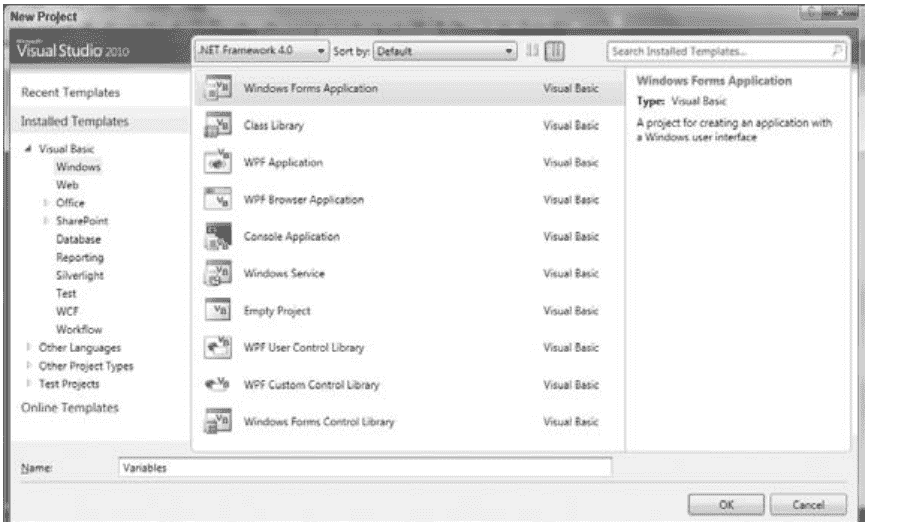 New Project
Microsoft
Visual Studio 2010
.NET Framework 4.0
Sort by: Default
Search Installed Templates...
Recent Templates
Installed Templates
Visual Basic
Windows
Web
Office
SharePoint
Database
Reporting
Silverlight
Test
WCF
Workflow
Other Languages
Other Project Types
Test Projects
Online Templates
Windows Forms Application Visual Basic
Class Library Visual Basic
WPF Application Visual Basic
WPF Browser Application Visual Basic
Console Application Visual Basic
Windows Service Visual Basic
Empty Project Visual Basic
WPF User Control Library Visual Basic
WPF Custom Control Library Visual Basic
Windows Forms Control Library Visual Basic
Windows Forms Application
Type: Visual Basic
A project for creating an application with
a Windows user interface
Name: Variables
OK Cancel